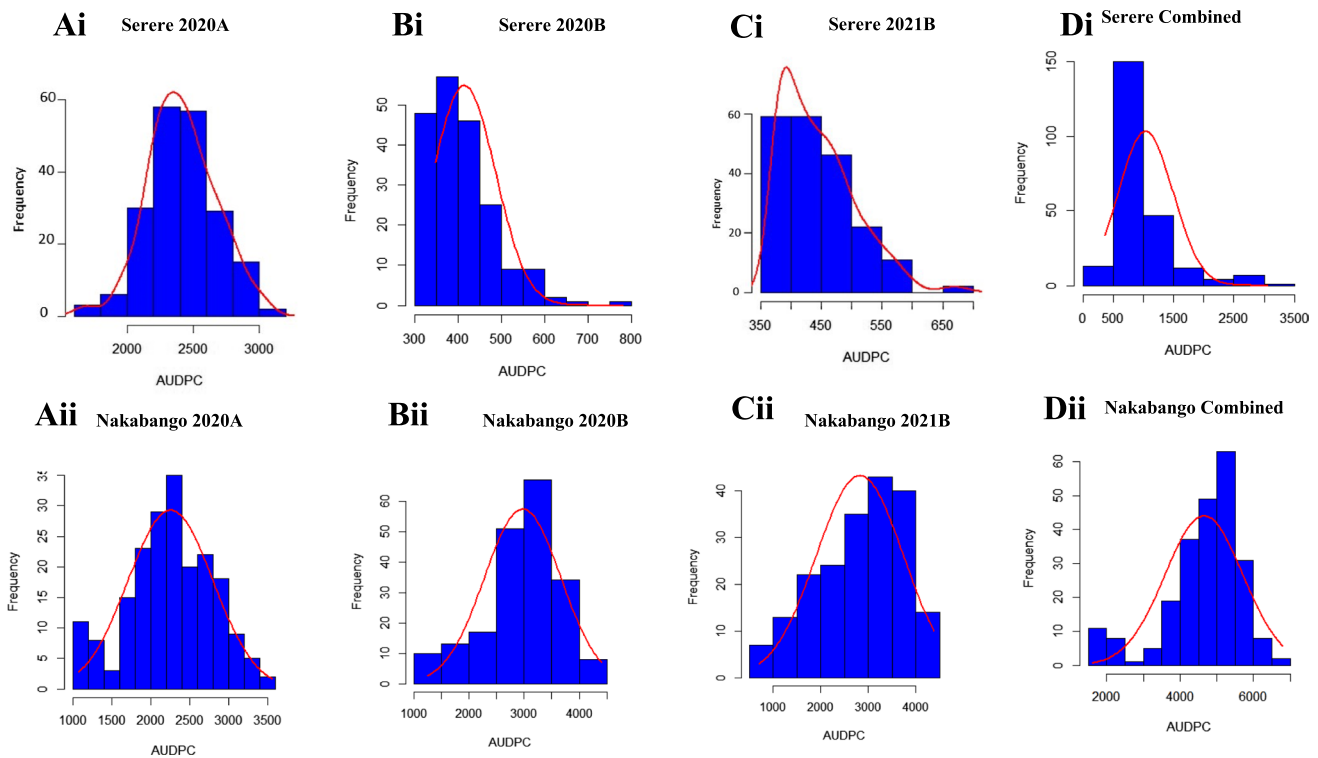 Ai Serere 2020A
Frequency
60
40
20
0
2000 2500 3000
AUDPC
Bi Serere 2020B
Frequency
50
40
30
20
10
0
300 400 500 600 700 800
AUDPC
Ci Serere 2021B
Frequency
60
40
20
0
350 450 550 650
AUDPC
Di Serere Combined
Frequency
150
100
50
0
0 500 1500 2500 3500
AUDPC
Aii Nakabango 2020A
Frequency
35
30
25
20
15
10
5
0
1000 1500 2000 2500 3000 3500
AUDPC
Bii Nakabango 2020B
Frequency
60
50
40
30
20
10
0
1000 2000 3000 4000
AUDPC
Cii Nakabango 2021B
Frequency
40
30
20
10
0
1000 2000 3000 4000
AUDPC
Dii Nakabango Combined
Frequency
60
50
40
30
20
10
0
2000 4000 6000
AUDPC